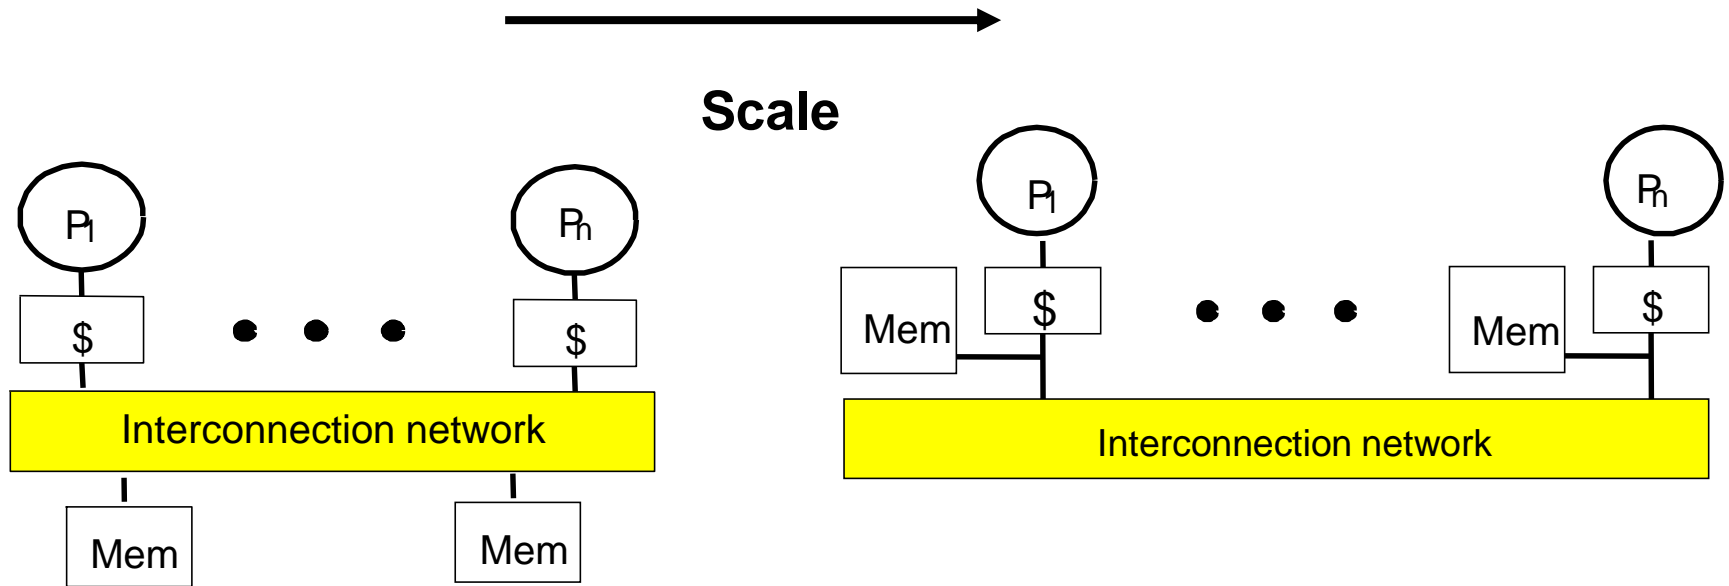 Scale
P1
Pn
$
$
Interconnection network
Mem
Mem
P1
Pn
Mem
$
Mem
$
Interconnection network